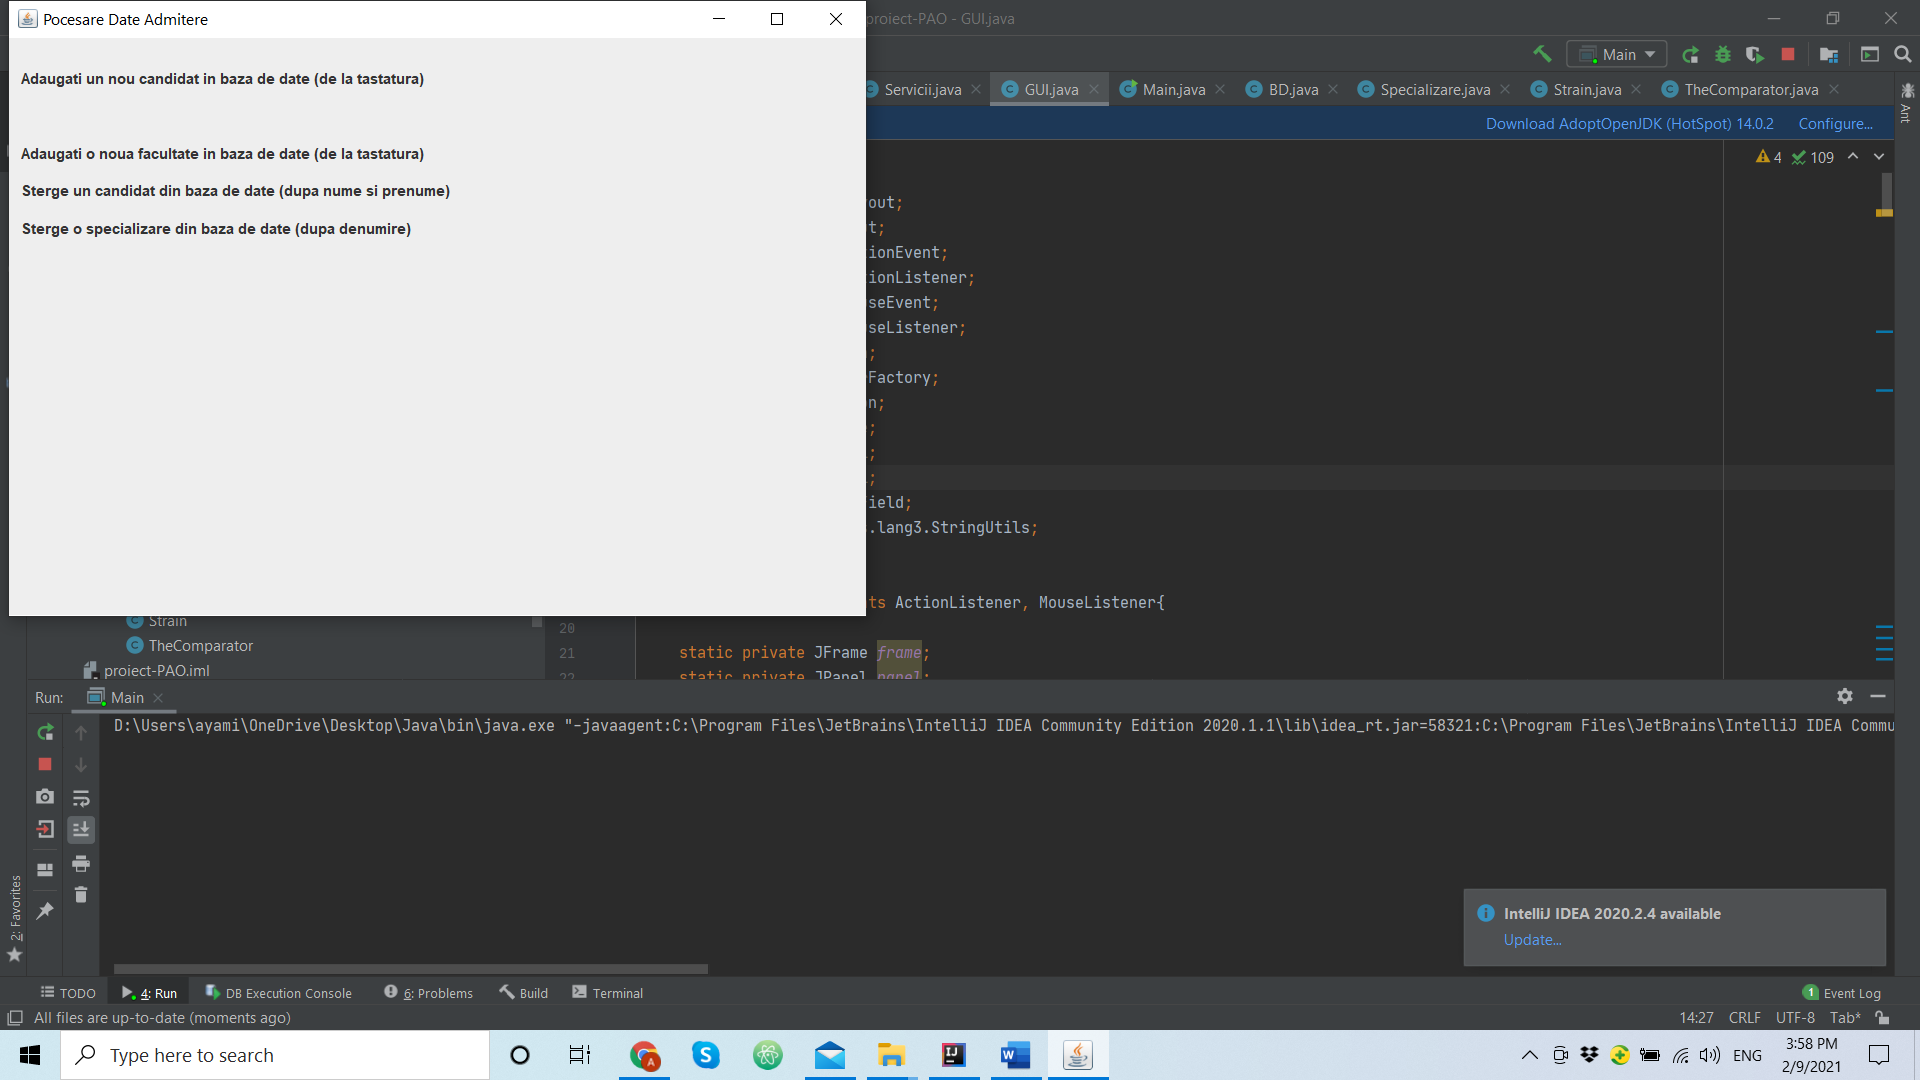 Pocesare Date Admitere
proiect-PAO - GUI.java
Main
Servicii.java
GUI.java
Main.java
BD.java
Specializare.java
Strain.java
TheComparator.java
Download AdoptOpenJDK (HotSpot) 14.0.2
Configure...
4
109
Ant
Adaugati un nou candidat in baza de date (de la tastatura)
Adaugati o noua facultate in baza de date (de la tastatura)
Sterge un candidat din baza de date (dupa nume si prenume)
Sterge o specializare din baza de date (dupa denumire)
out;
t;
ionEvent;
ionListener;
seEvent;
seListener;
;
Factory;
n;
;
;
;
ield;
.lang3.StringUtils;
ts ActionListener, MouseListener{
20
21 static private JFrame frame;
22 static private JPanel panel;
Strain
TheComparator
proiect-PAO.iml
Run:
Main
D:\Users\ayami\OneDrive\Desktop\Java\bin\java.exe "-javaagent:C:\Program Files\JetBrains\IntelliJ IDEA Community Edition 2020.1.1\lib\idea_rt.jar=58321:C:\Program Files\JetBrains\IntelliJ IDEA Commu
2: Favorites
IntelliJ IDEA 2020.2.4 available
Update...
TODO
4: Run
DB Execution Console
6: Problems
Build
Terminal
1 Event Log
All files are up-to-date (moments ago)
14:27
CRLF
UTF-8
Tab*
Type here to search
ENG
3:58 PM
2/9/2021